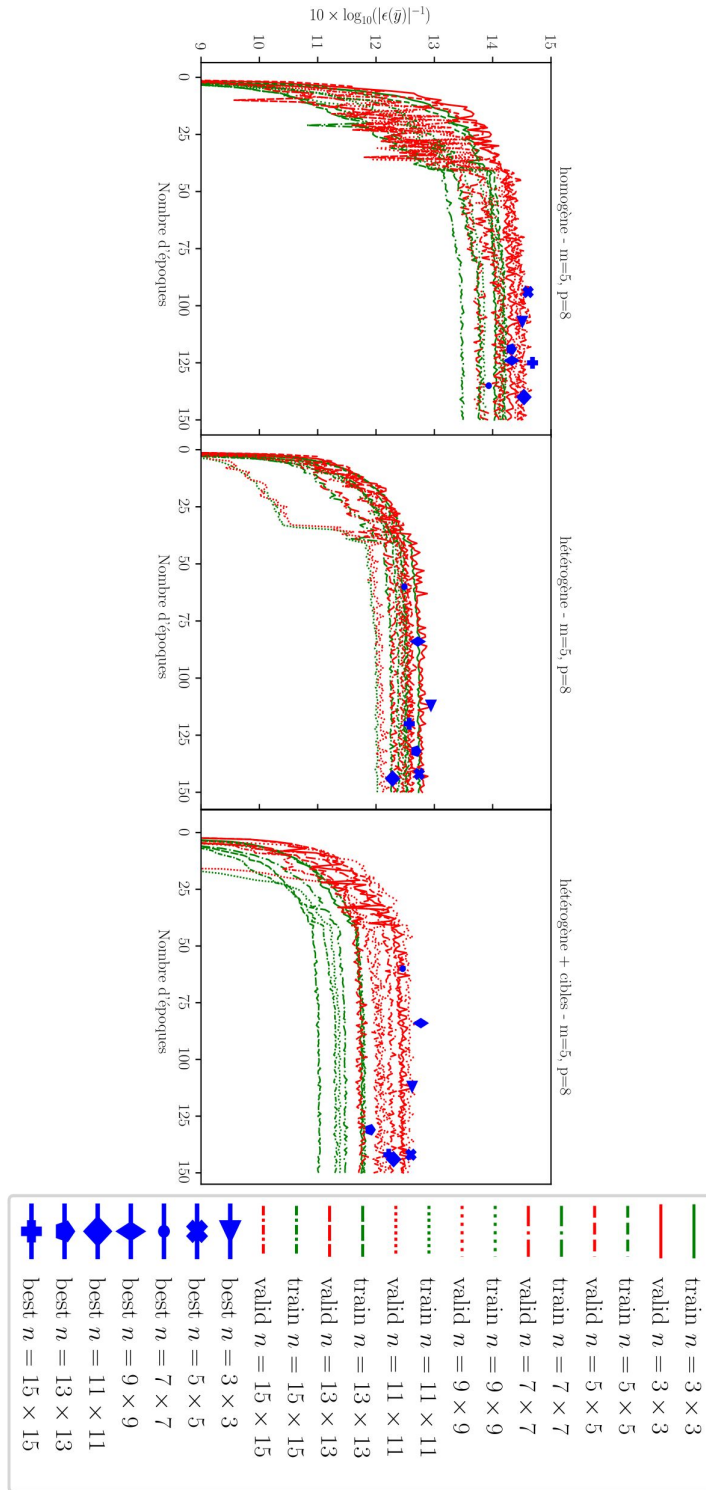 10 × log₁₀(|ϵ(ȳ)|⁻¹)
9 10 11 12 13 14 15
homogène - m=5, p=8
0 25 50 75 100 125 150
Nombre d'époques
hétérogène - m=5, p=8
0 25 50 75 100 125 150
Nombre d'époques
hétérogène + cibles - m=5, p=8
0 25 50 75 100 125 150
Nombre d'époques
train n = 3 × 3
valid n = 3 × 3
train n = 5 × 5
valid n = 5 × 5
train n = 7 × 7
valid n = 7 × 7
train n = 9 × 9
valid n = 9 × 9
train n = 11 × 11
valid n = 11 × 11
train n = 13 × 13
valid n = 13 × 13
train n = 15 × 15
valid n = 15 × 15
best n = 3 × 3
best n = 5 × 5
best n = 7 × 7
best n = 9 × 9
best n = 11 × 11
best n = 13 × 13
best n = 15 × 15